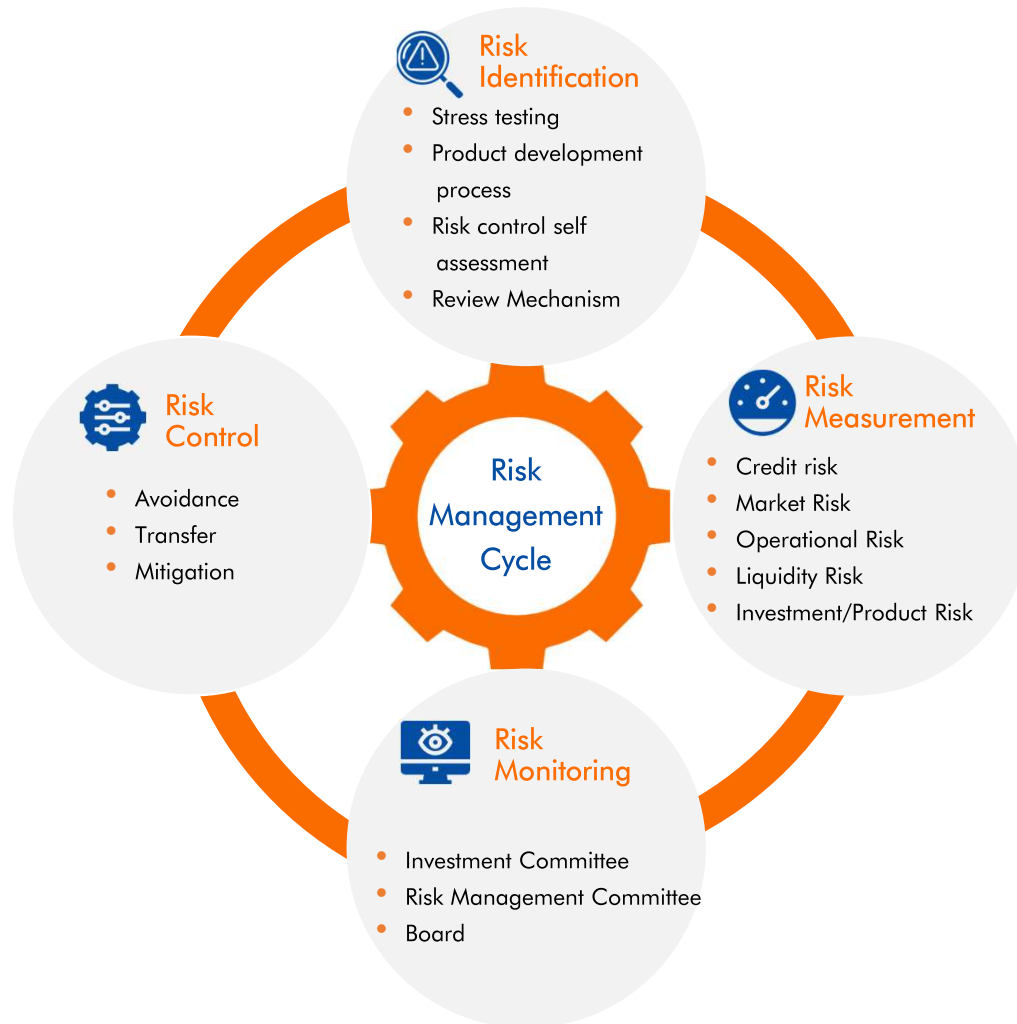 Risk
Identification
• Stress testing
• Product development
process
• Risk control self
assessment
• Review Mechanism
Risk
Control
• Avoidance
• Transfer
• Mitigation
Risk
Management
Cycle
Risk
Measurement
• Credit risk
• Market Risk
• Operational Risk
• Liquidity Risk
• Investment/Product Risk
Risk
Monitoring
• Investment Committee
• Risk Management Committee
• Board